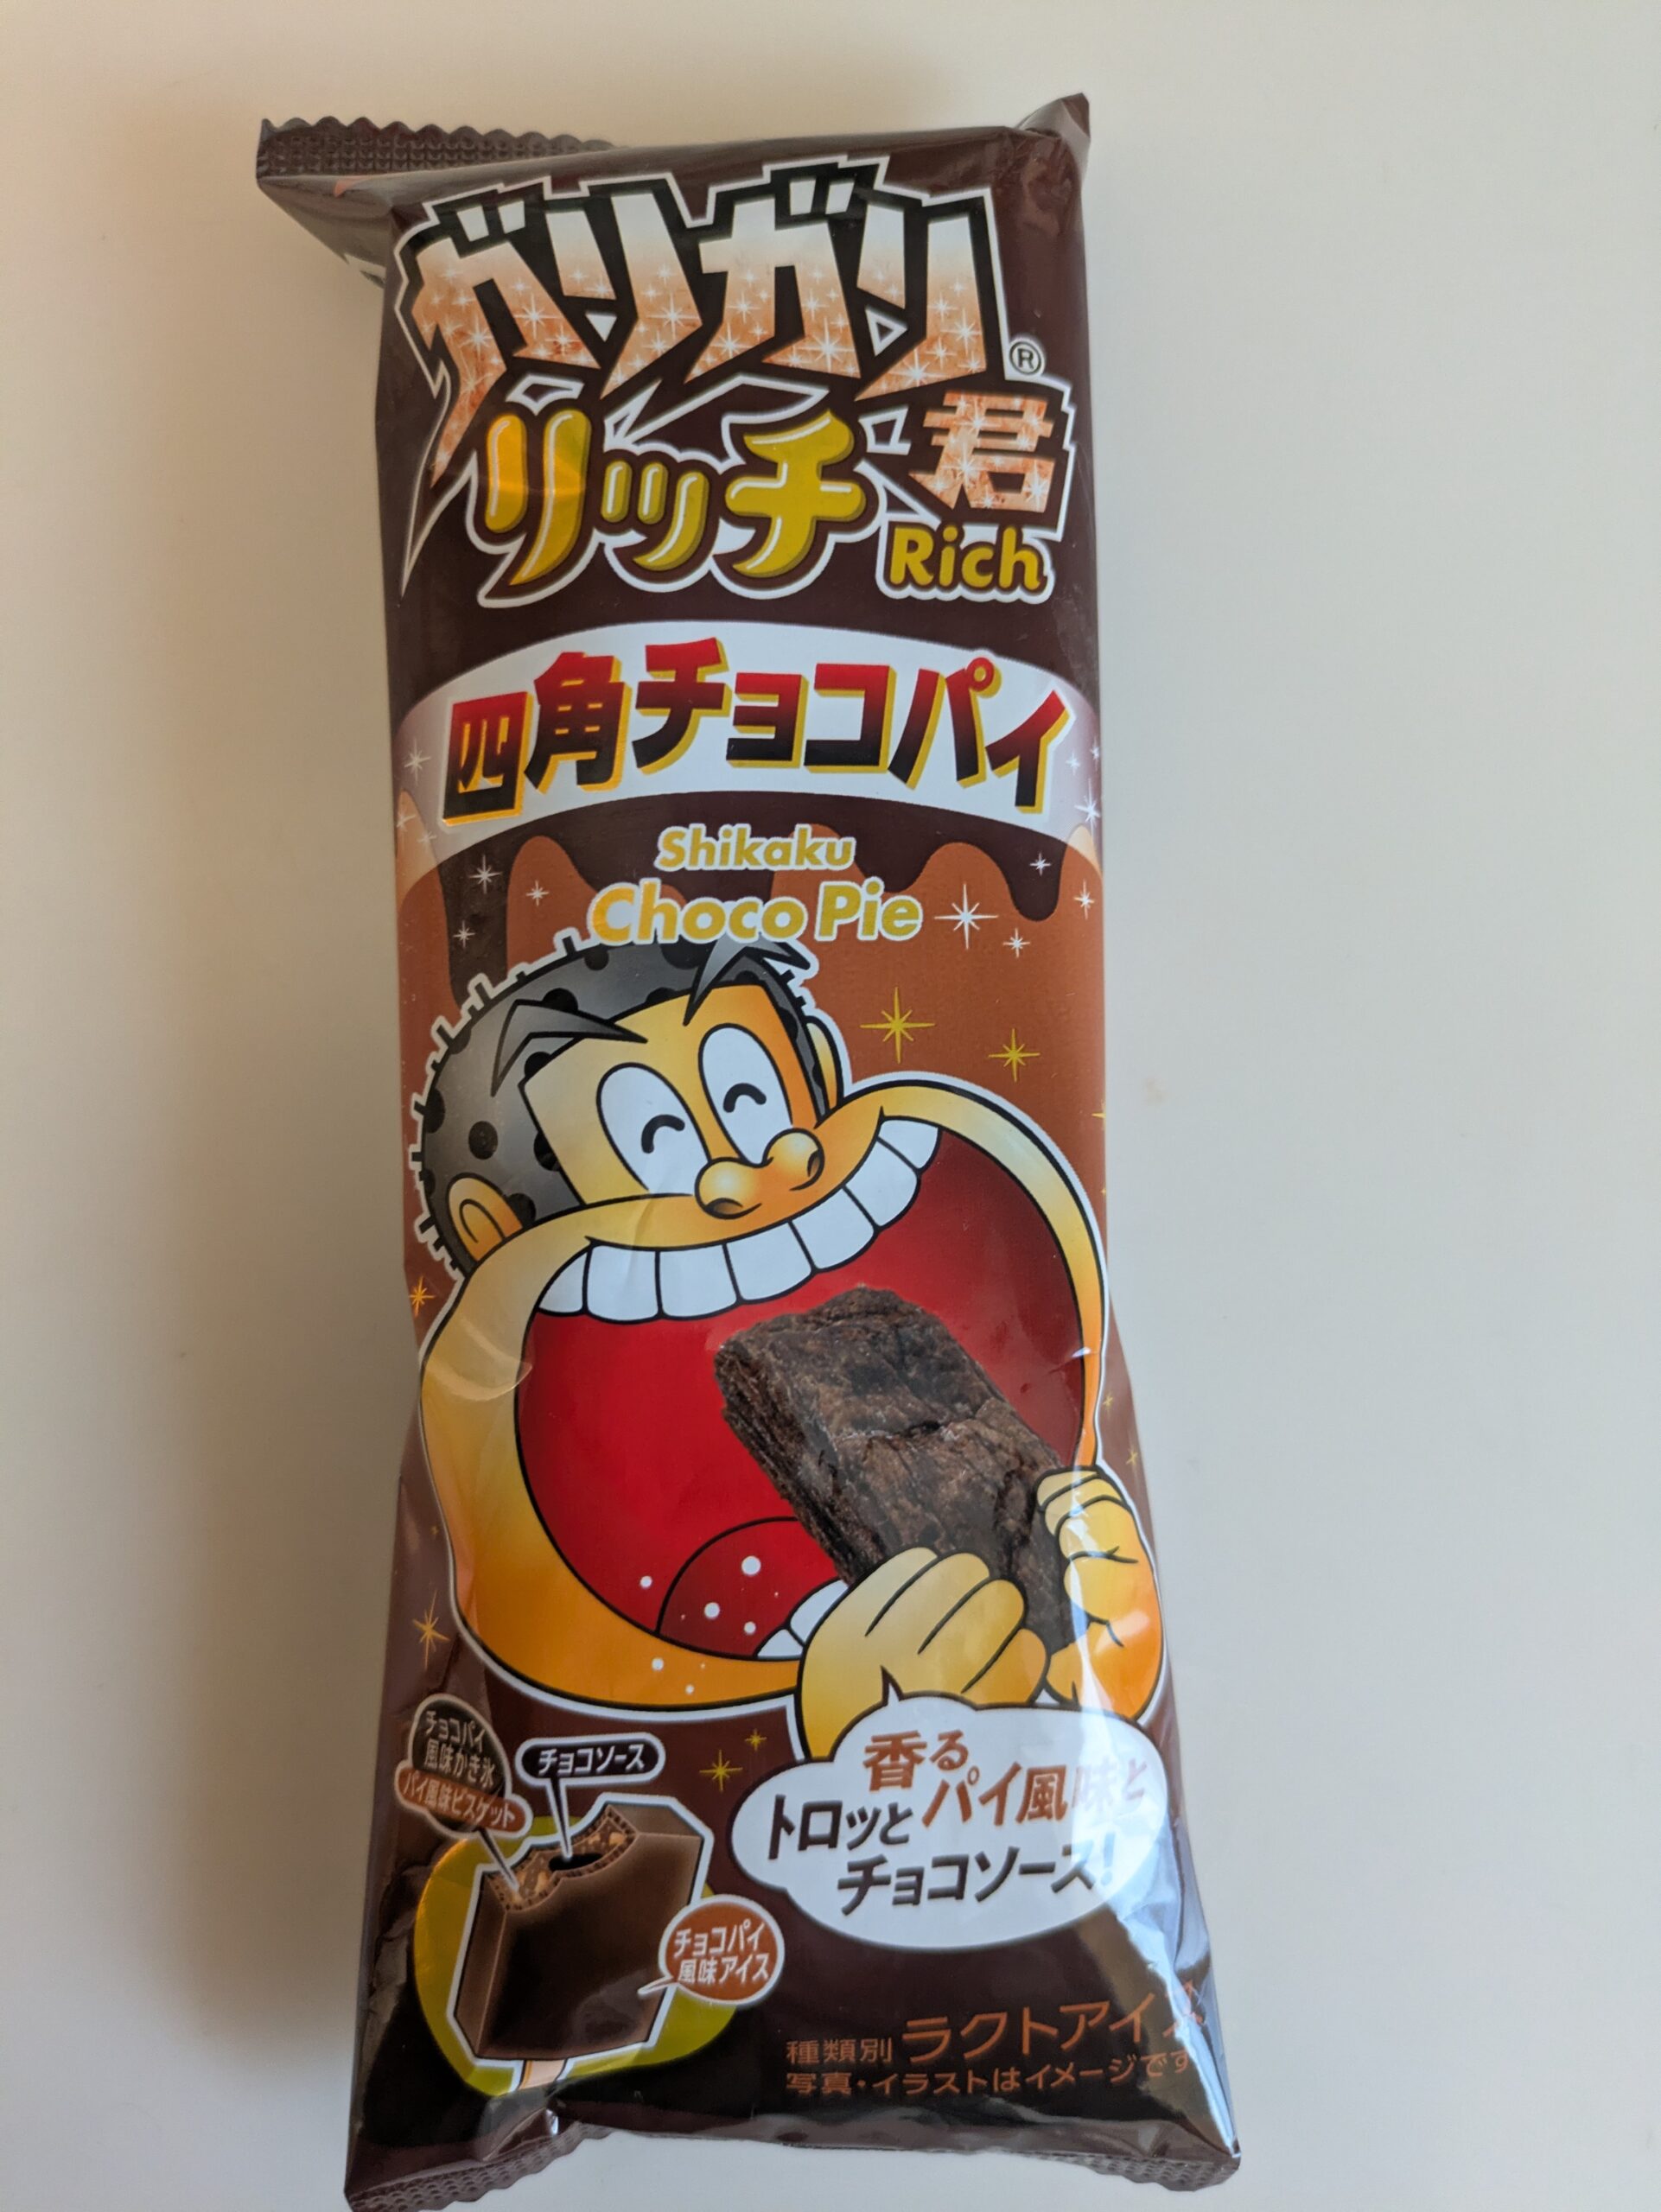 ガリガリ®
君
リッチ
Rich
四角チョコパイ
Shikaku
Choco Pie
チョコパイ
風味かき氷
パイ風味ビスケット
チョコソース
香る
パイ風味と
トロッと
チョコソース!
チョコパイ
風味アイス
種類別 ラクトアイス
写真・イラストはイメージです